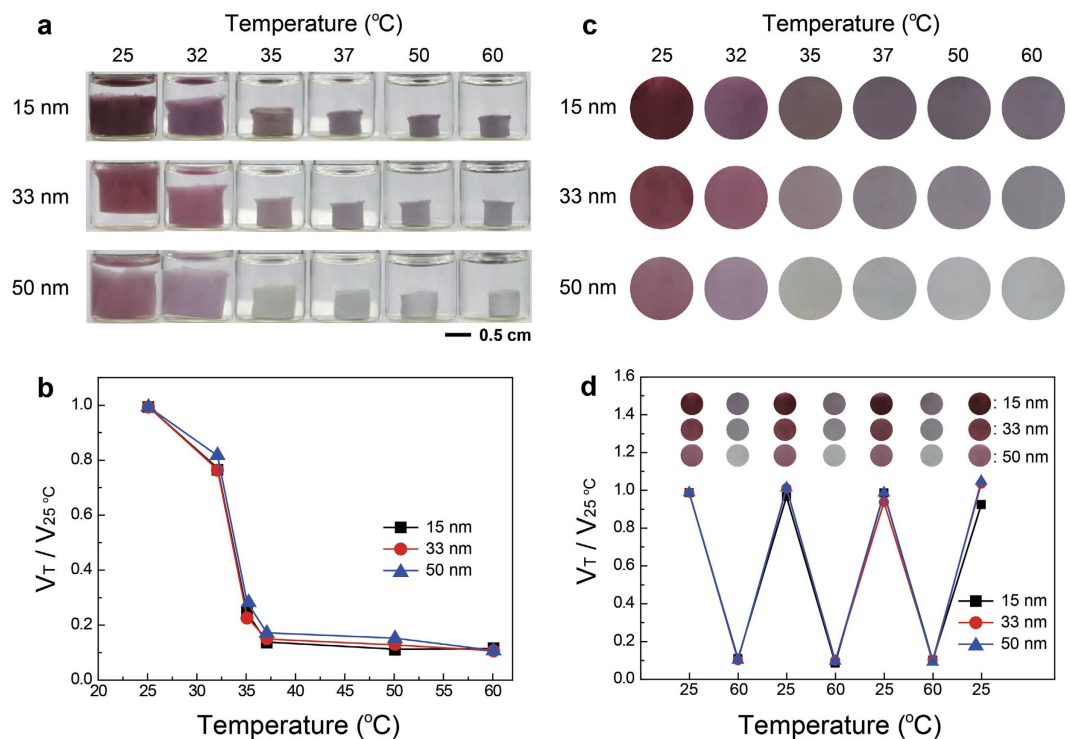 a
Temperature (°C)
25 32 35 37 50 60
15 nm
33 nm
50 nm
0.5 cm
c
Temperature (°C)
25 32 35 37 50 60
15 nm
33 nm
50 nm
b
1.0
0.8
0.6
0.4
0.2
0.0
V_T / V_25 °C
15 nm
33 nm
50 nm
20 25 30 35 40 45 50 55 60
Temperature (°C)
d
1.6
1.4
1.2
1.0
0.8
0.6
0.4
0.2
0.0
V_T / V_25 °C
: 15 nm
: 33 nm
: 50 nm
15 nm
33 nm
50 nm
25 60 25 60 25 60 25
Temperature (°C)